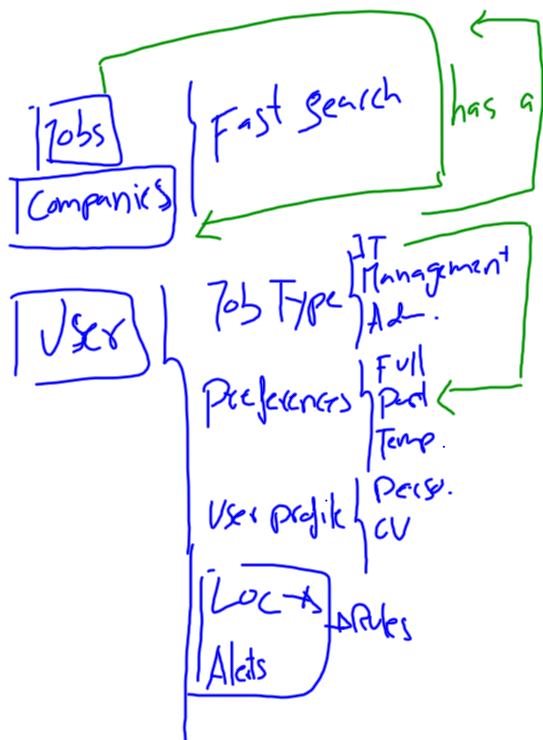 has a
Jobs
Fast search
Companies
IT
Job Type
Management
User
Adm.
Full
Preferences
Part
Temp.
User profile
Perso.
CV
Loc
Rules
Alerts